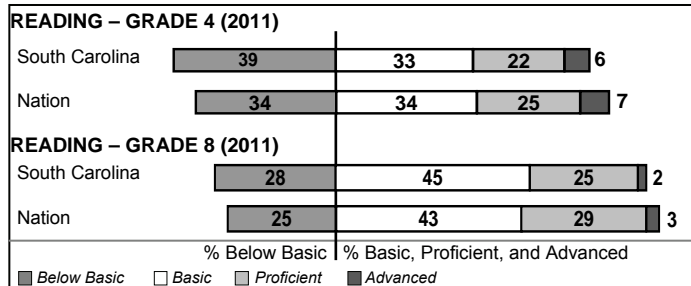 READING – GRADE 4 (2011)
South Carolina 39 33 22 6
Nation 34 34 25 7
READING – GRADE 8 (2011)
South Carolina 28 45 25 2
Nation 25 43 29 3
% Below Basic % Basic, Proficient, and Advanced
Below Basic Basic Proficient Advanced